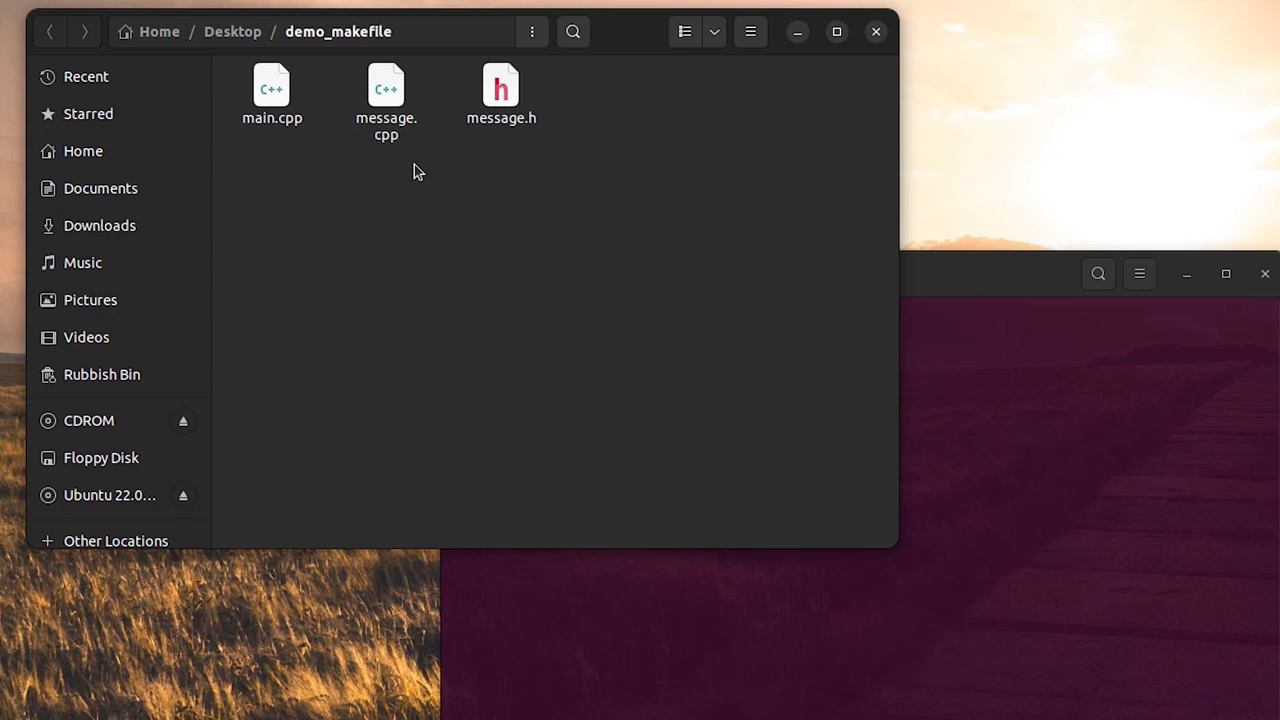 Home / Desktop / demo_makefile
Recent
Starred
Home
Documents
Downloads
Music
Pictures
Videos
Rubbish Bin
CDROM
Floppy Disk
Ubuntu 22.0...
Other Locations
C++
main.cpp
C++
message.
cpp
h
message.h